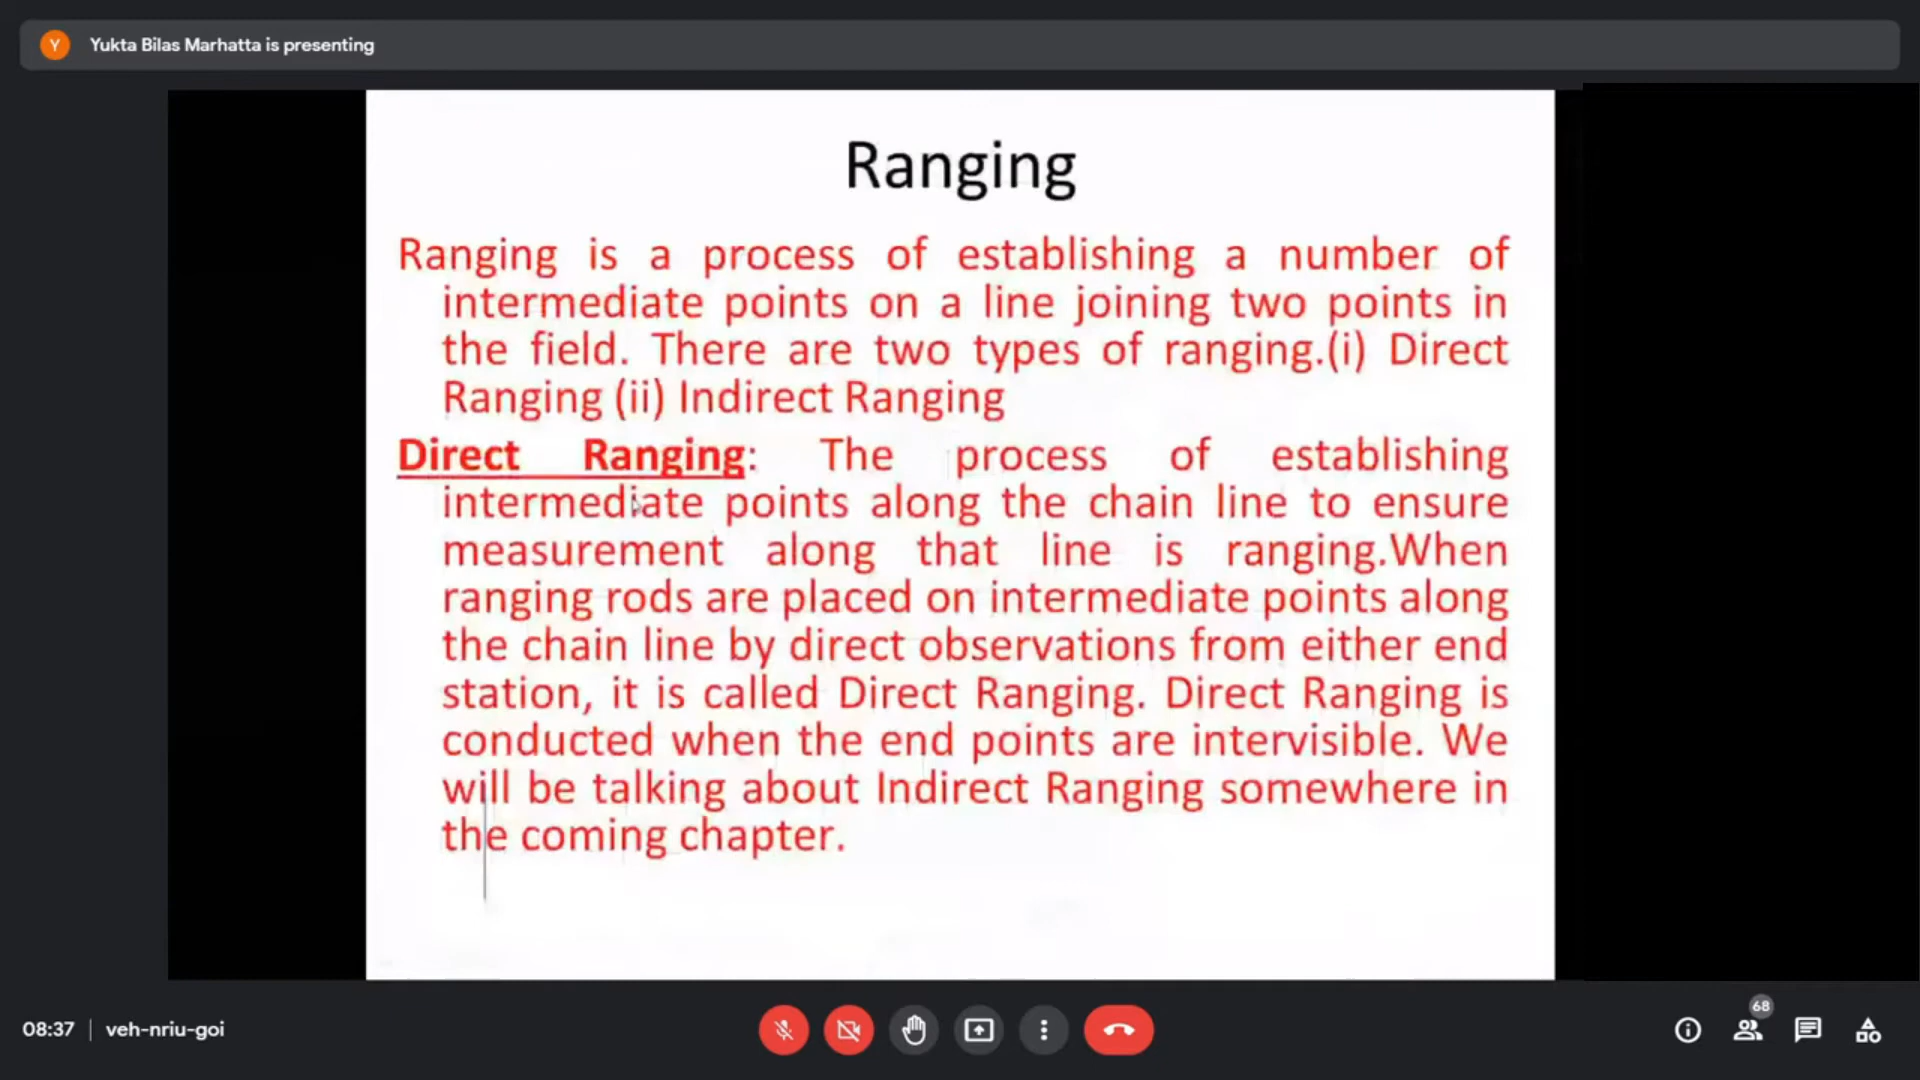 Y
Yukta Bilas Marhatta is presenting
Ranging
Ranging is a process of establishing a number of
intermediate points on a line joining two points in
the field. There are two types of ranging.(i) Direct
Ranging (ii) Indirect Ranging
Direct Ranging: The process of establishing
intermediate points along the chain line to ensure
measurement along that line is ranging.When
ranging rods are placed on intermediate points along
the chain line by direct observations from either end
station, it is called Direct Ranging. Direct Ranging is
conducted when the end points are intervisible. We
will be talking about Indirect Ranging somewhere in
the coming chapter.
68
08:37 | veh-nriu-goi